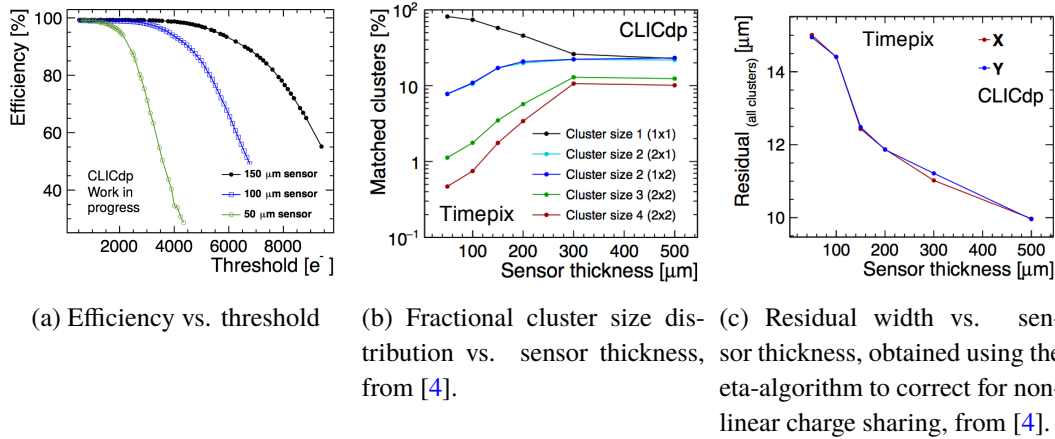 Efficiency [%]
100
80
60
40
CLICdp
Work in
progress
150 μm sensor
100 μm sensor
50 μm sensor
2000 4000 6000 8000
Threshold [e⁻]
Matched clusters [%]
10²
10
1
10⁻¹
CLICdp
Cluster size 1 (1x1)
Cluster size 2 (2x1)
Cluster size 2 (1x2)
Cluster size 3 (2x2)
Cluster size 4 (2x2)
Timepix
100 200 300 400 500
Sensor thickness [μm]
Residual (all clusters) [μm]
14
12
10
Timepix
X
Y
CLICdp
100 200 300 400 500
Sensor thickness [μm]
(a) Efficiency vs. threshold
(b) Fractional cluster size dis-
tribution vs. sensor thickness,
from [4].
(c) Residual width vs. sen-
sor thickness, obtained using the
eta-algorithm to correct for non-
linear charge sharing, from [4].